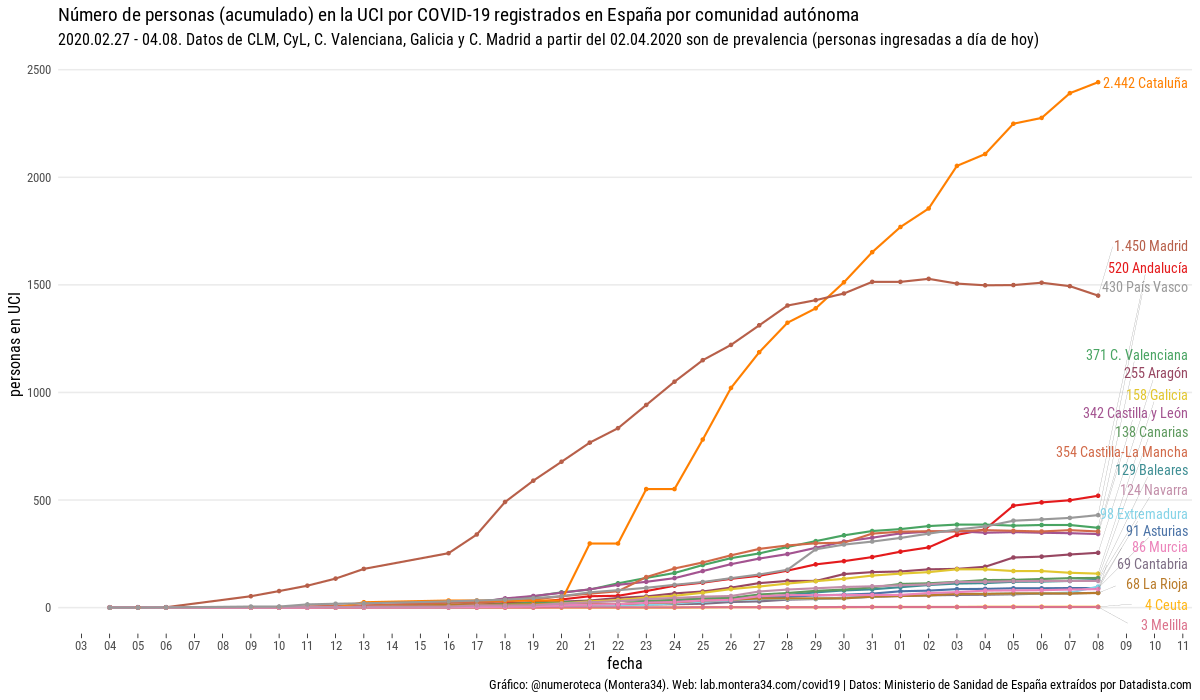 Número de personas (acumulado) en la UCI por COVID-19 registrados en España por comunidad autónoma
2020.02.27 - 04.08. Datos de CLM, CyL, C. Valenciana, Galicia y C. Madrid a partir del 02.04.2020 son de prevalencia (personas ingresadas a día de hoy)
2500
2000
1500
1000
500
0
personas en UCI
2.442 Cataluña
1.450 Madrid
520 Andalucía
430 País Vasco
371 C. Valenciana
255 Aragón
158 Galicia
342 Castilla y León
138 Canarias
354 Castilla-La Mancha
129 Baleares
124 Navarra
98 Extremadura
91 Asturias
86 Murcia
69 Cantabria
68 La Rioja
4 Ceuta
3 Melilla
03 04 05 06 07 08 09 10 11 12 13 14 15 16 17 18 19 20 21 22 23 24 25 26 27 28 29 30 31 01 02 03 04 05 06 07 08 09 10 11
fecha
Gráfico: @numeroteca (Montera34). Web: lab.montera34.com/covid19 | Datos: Ministerio de Sanidad de España extraídos por Datadista.com